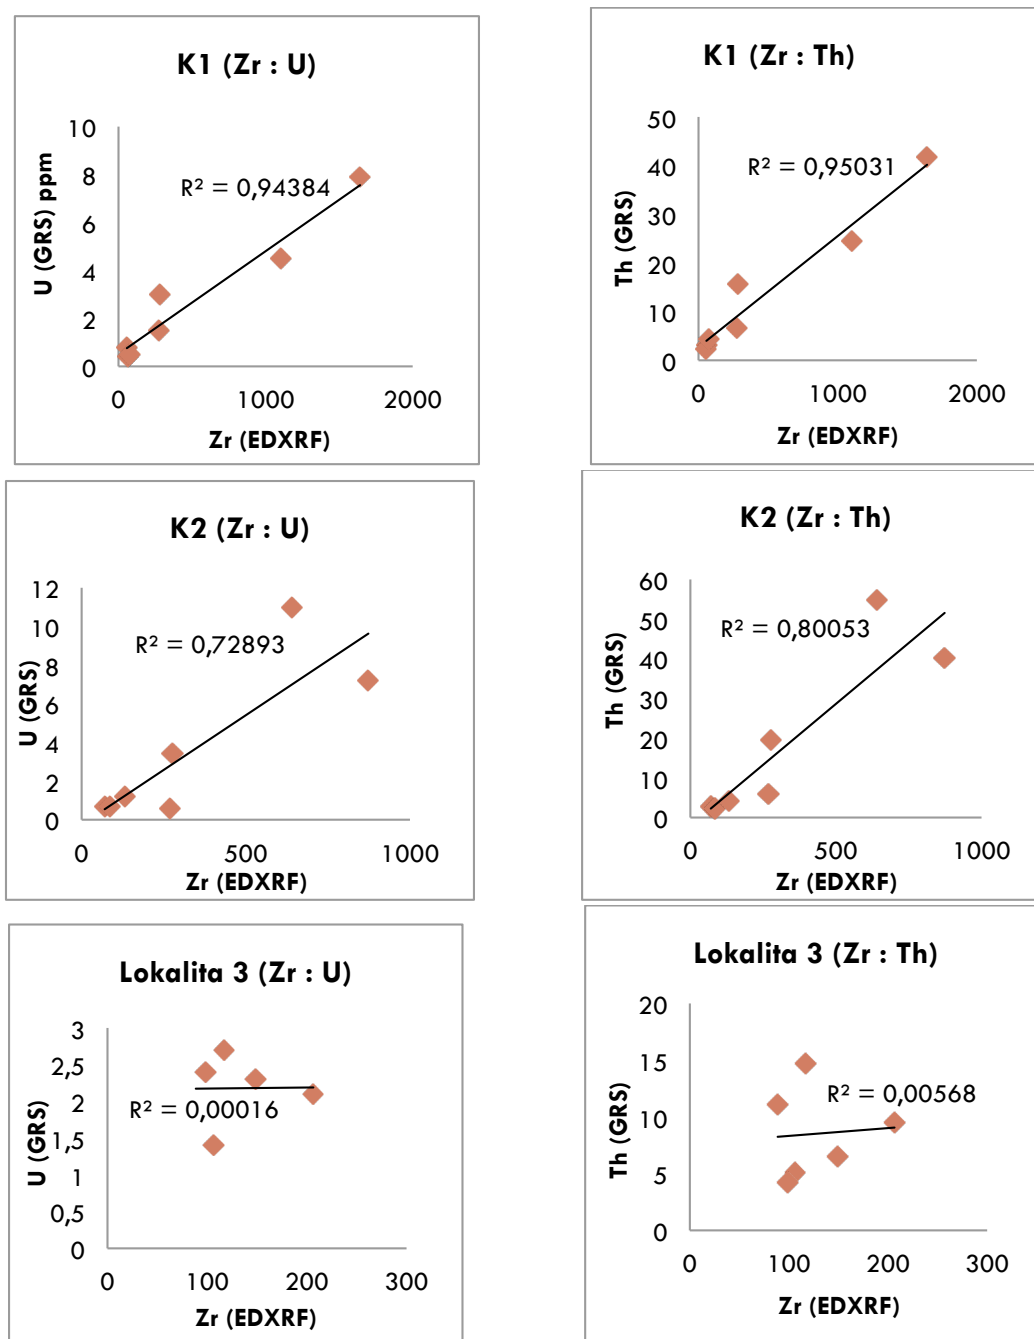 K1 (Zr : U)
U (GRS) ppm
10
8
6
4
2
0
R² = 0,94384
0 1000 2000
Zr (EDXRF)
K1 (Zr : Th)
Th (GRS)
50
40
30
20
10
0
R² = 0,95031
0 1000 2000
Zr (EDXRF)
K2 (Zr : U)
U (GRS)
12
10
8
6
4
2
0
R² = 0,72893
0 500 1000
Zr (EDXRF)
K2 (Zr : Th)
Th (GRS)
60
50
40
30
20
10
0
R² = 0,80053
0 500 1000
Zr (EDXRF)
Lokalita 3 (Zr : U)
U (GRS)
3
2,5
2
1,5
1
0,5
0
R² = 0,00016
0 100 200 300
Zr (EDXRF)
Lokalita 3 (Zr : Th)
Th (GRS)
20
15
10
5
0
R² = 0,00568
0 100 200 300
Zr (EDXRF)